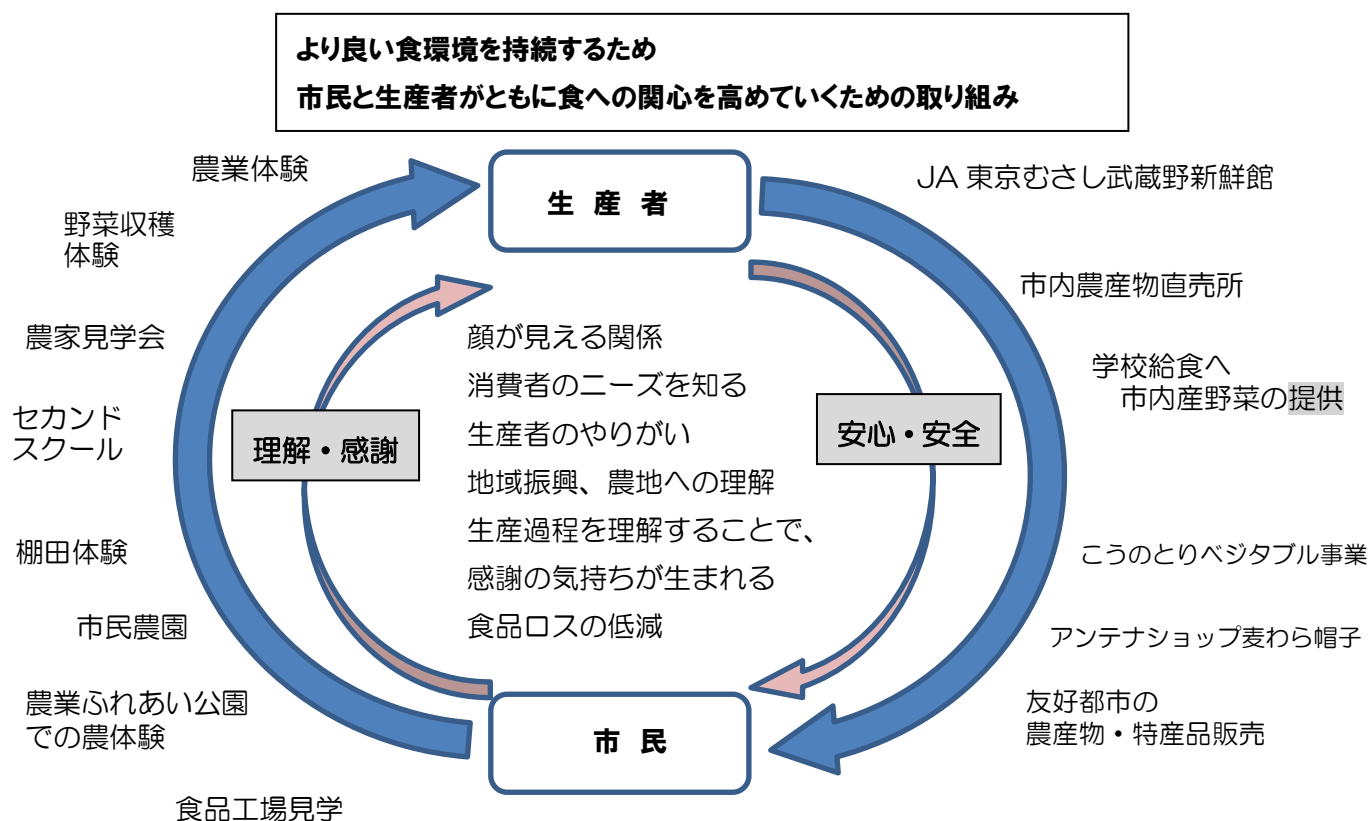 より良い食環境を持続するため
市民と生産者がともに食への関心を高めていくための取り組み
生産者
市民
農業体験
野菜収穫
体験
農家見学会
セカンド
スクール
棚田体験
市民農園
農業ふれあい公園
での農体験
食品工場見学
理解・感謝
顔が見える関係
消費者のニーズを知る
生産者のやりがい
地域振興、農地への理解
生産過程を理解することで、
感謝の気持ちが生まれる
食品ロスの低減
安心・安全
JA東京むさし武蔵野新鮮館
市内農産物直売所
学校給食へ
市内産野菜の提供
こうのとりベジタブル事業
アンテナショップ麦わら帽子
友好都市の
農産物・特産品販売